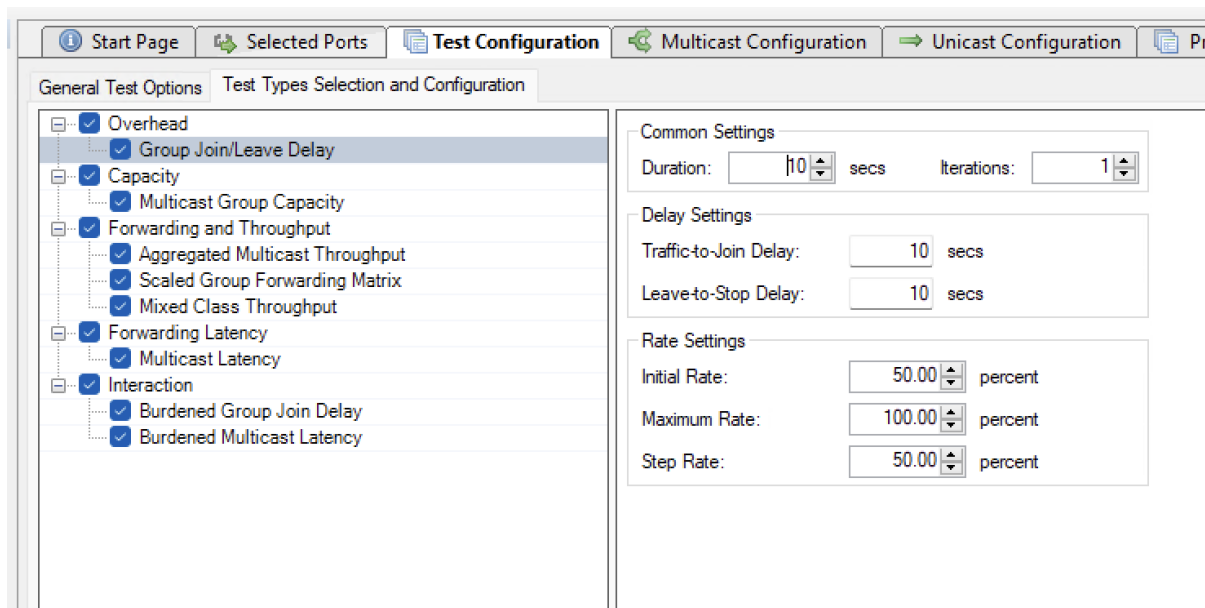 Start Page Selected Ports Test Configuration Multicast Configuration Unicast Configuration
General Test Options Test Types Selection and Configuration
Overhead
Group Join/Leave Delay
Capacity
Multicast Group Capacity
Forwarding and Throughput
Aggregated Multicast Throughput
Scaled Group Forwarding Matrix
Mixed Class Throughput
Forwarding Latency
Multicast Latency
Interaction
Burdened Group Join Delay
Burdened Multicast Latency
Common Settings
Duration: 10 secs Iterations: 1
Delay Settings
Traffic-to-Join Delay: 10 secs
Leave-to-Stop Delay: 10 secs
Rate Settings
Initial Rate: 50.00 percent
Maximum Rate: 100.00 percent
Step Rate: 50.00 percent